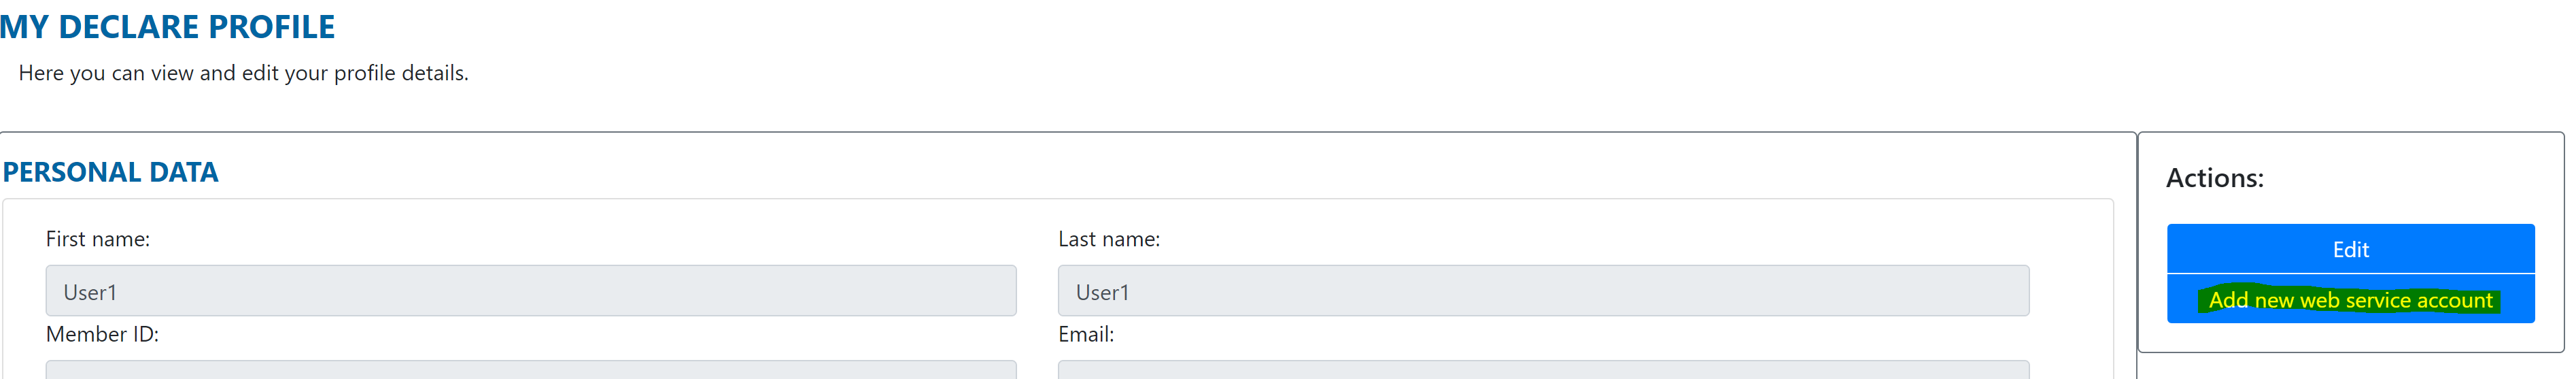 MY DECLARE PROFILE
Here you can view and edit your profile details.
PERSONAL DATA
First name:
Last name:
User1
User1
Member ID:
Email:
Actions:
Edit
Add new web service account